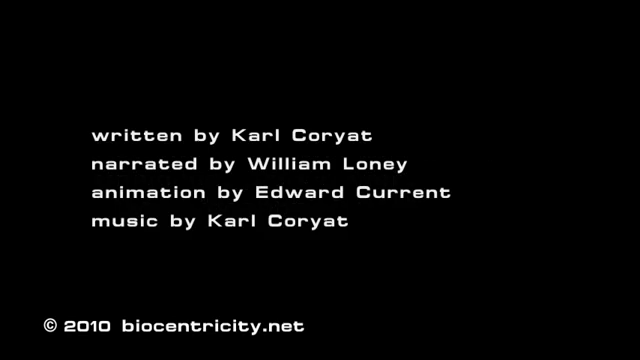 written by Karl Coryat
narrated by William Loney
animation by Edward Current
music by Karl Coryat
© 2010 biocentricity.net